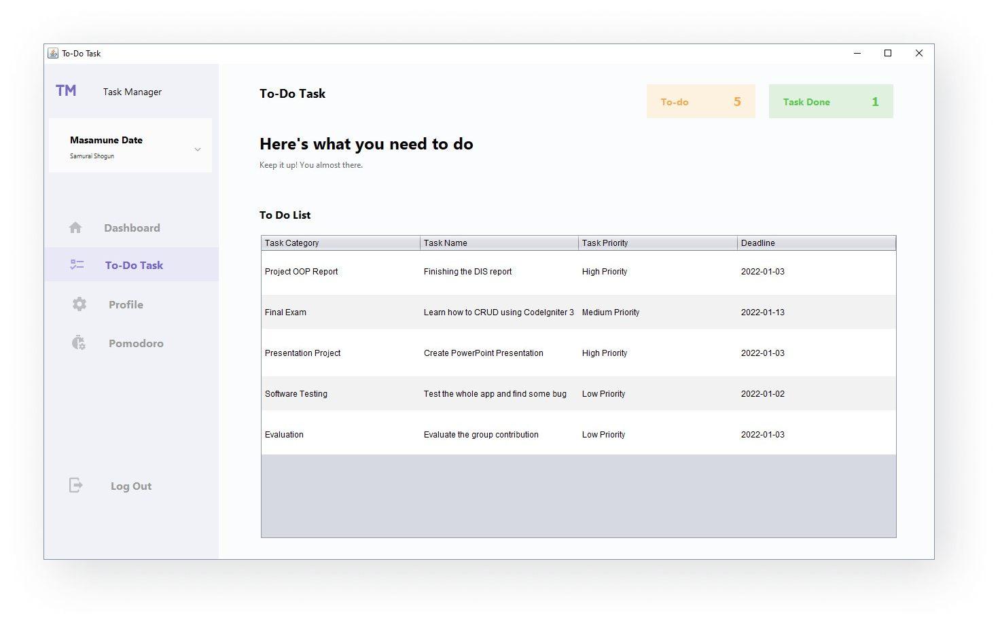 To-Do Task
TM Task Manager
Masamune Date
Samurai Shogun
Dashboard
To-Do Task
Profile
Pomodoro
Log Out
To-Do Task
To-do 5
Task Done 1
Here's what you need to do
Keep it up! You almost there.
To Do List
Task Category Task Name Task Priority Deadline
Project OOP Report Finishing the DIS report High Priority 2022-01-03
Final Exam Learn how to CRUD using CodeIgniter 3 Medium Priority 2022-01-13
Presentation Project Create PowerPoint Presentation High Priority 2022-01-03
Software Testing Test the whole app and find some bug Low Priority 2022-01-02
Evaluation Evaluate the group contribution Low Priority 2022-01-03